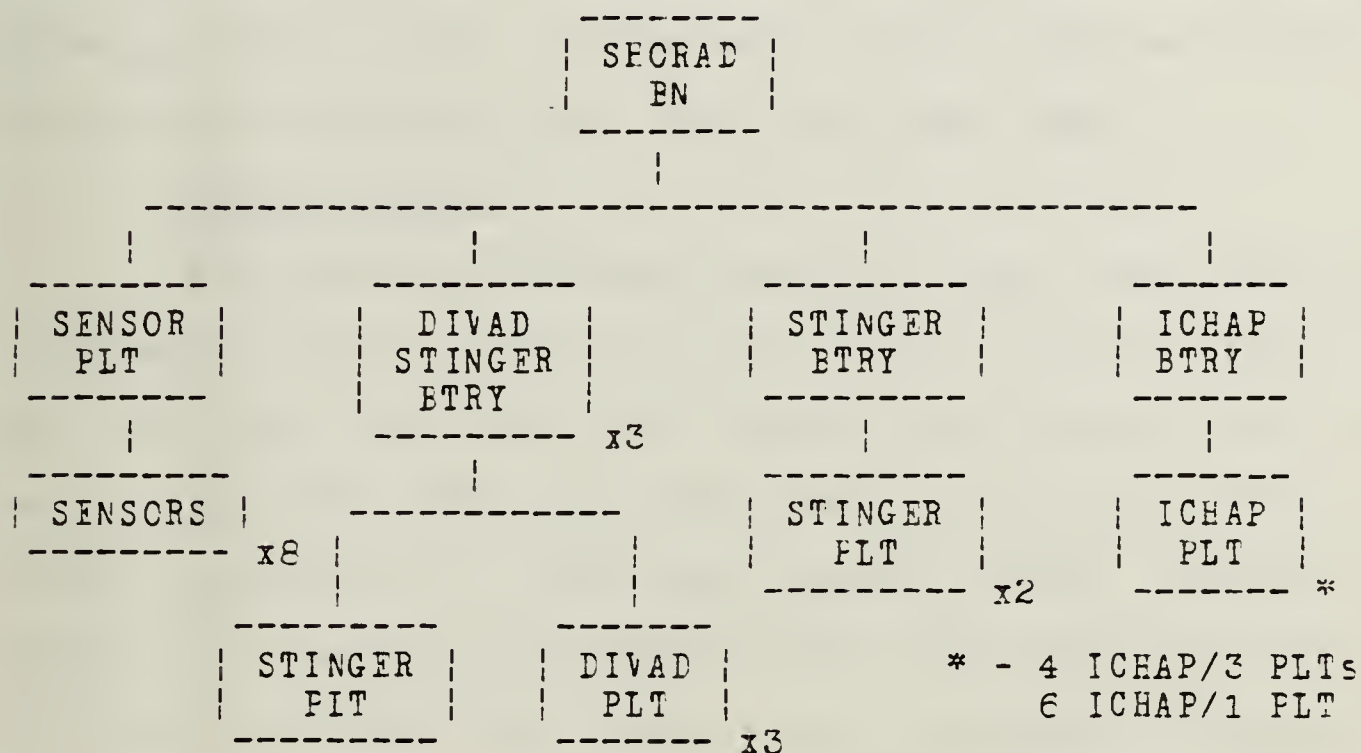 SHORAD
BN
SENSOR
PLT
DIVAD
STINGER
BTRY
x3
STINGER
BTRY
ICHAP
BTRY
SENSORS
x8
STINGER
PLT
x2
ICHAP
PLT
*
STINGER
PLT
DIVAD
PLT
x3
* - 4 ICHAP/3 PLTs
6 ICHAP/1 PLT